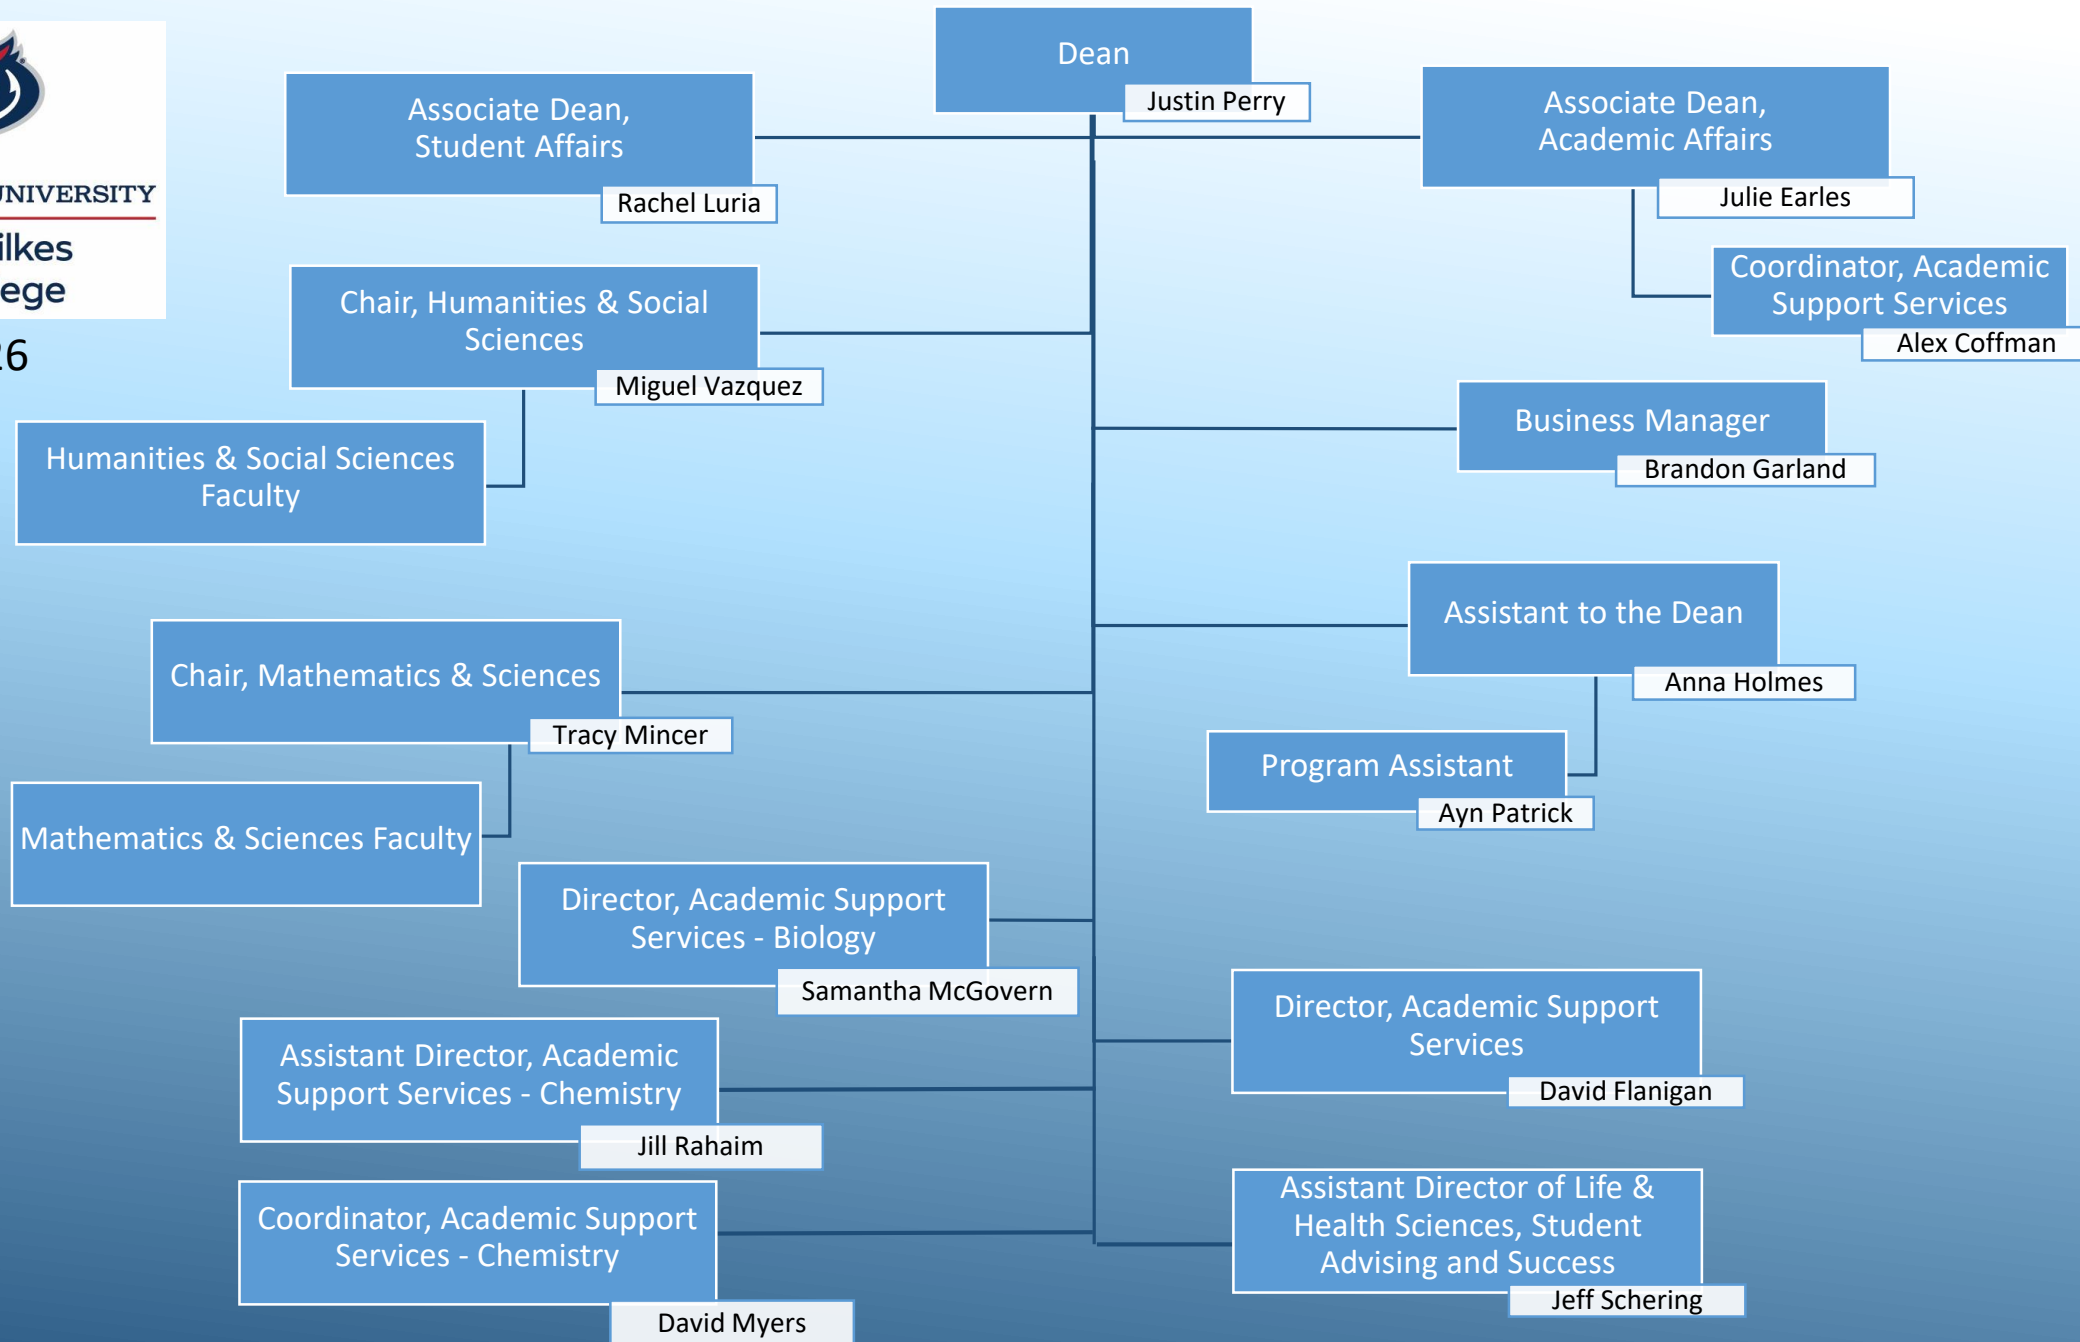 Dean
Justin Perry
Associate Dean,
Student Affairs
Rachel Luria
Associate Dean,
Academic Affairs
Julie Earles
UNIVERSITY
Coordinator, Academic
Support Services
Alex Coffman
Chair, Humanities & Social
Sciences
Miguel Vazquez
Business Manager
Brandon Garland
Humanities & Social Sciences
Faculty
Assistant to the Dean
Anna Holmes
Chair, Mathematics & Sciences
Tracy Mincer
Program Assistant
Ayn Patrick
Mathematics & Sciences Faculty
Director, Academic Support
Services - Biology
Samantha McGovern
Director, Academic Support
Services
David Flanigan
Assistant Director, Academic
Support Services - Chemistry
Jill Rahaim
Assistant Director of Life &
Health Sciences, Student
Advising and Success
Jeff Schering
Coordinator, Academic Support
Services - Chemistry
David Myers